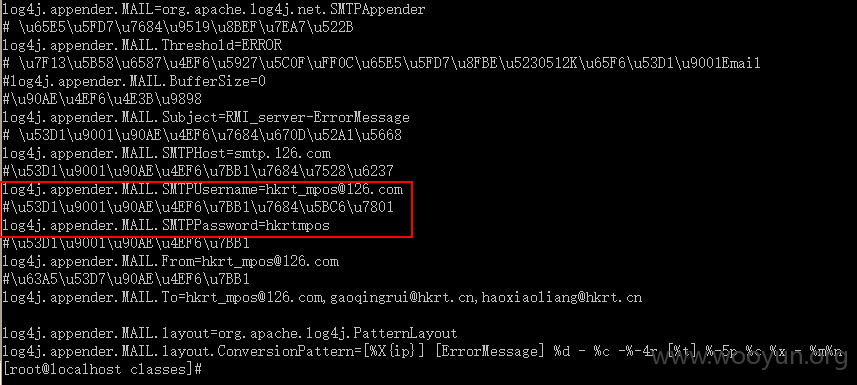 log4j.appender.MAIL=org.apache.log4j.net.SMTPAppender
# \u65E5\u5FD7\u7684\u9519\u8BEF\u7EA7\u522B
log4j.appender.MAIL.Threshold=ERROR
# \u7F13\u5B58\u6587\u4EF6\u5927\u5C0F\uFF0C\u65E5\u5FD7\u8FBE\u5230512K\u65F6\u53D1\u9001Email
#log4j.appender.MAIL.BufferSize=0
#\u90AE\u4EF6\u4E3B\u9898
log4j.appender.MAIL.Subject=RMI_server-ErrorMessage
# \u53D1\u9001\u90AE\u4EF6\u7684\u670D\u52A1\u5668
log4j.appender.MAIL.SMTPHost=smtp.126.com
#\u53D1\u9001\u90AE\u4EF6\u7BB1\u7684\u7528\u6237
log4j.appender.MAIL.SMTPUsername=hkrt_mpos@126.com
#\u53D1\u9001\u90AE\u4EF6\u7BB1\u7684\u5BC6\u7801
log4j.appender.MAIL.SMTPPassword=hkrtmpos
#\u53D1\u9001\u90AE\u4EF6\u7BB1
log4j.appender.MAIL.From=hkrt_mpos@126.com
#\u63A5\u53D7\u90AE\u4EF6\u7BB1
log4j.appender.MAIL.To=hkrt_mpos@126.com,gaoqingrui@hkrt.cn,haoxiaoliang@hkrt.cn
log4j.appender.MAIL.layout=org.apache.log4j.PatternLayout
log4j.appender.MAIL.layout.ConversionPattern=[%X{ip}] [ErrorMessage] %d - %c -%-4r [%t] %-5p %c %x - %m%n
[root@localhost classes]#
www.wooyun.org